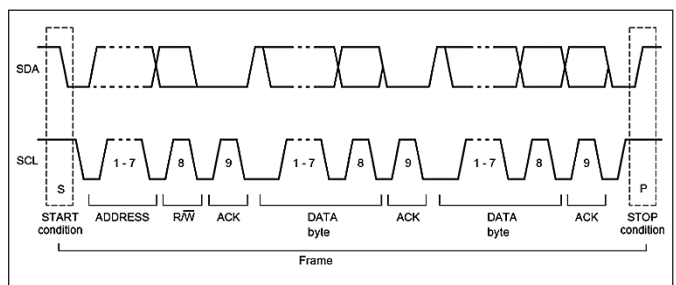 SDA
SCL
1 - 7 8 9 1 - 7 8 9 1 - 7 8 9
S P
START condition ADDRESS R/W̅ ACK DATA byte ACK DATA byte ACK STOP condition
Frame